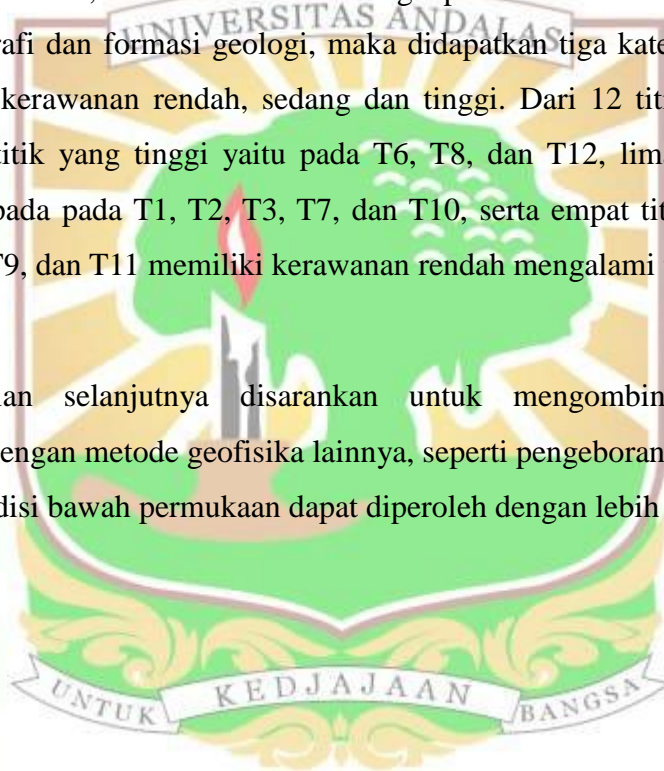 UNIVERSITAS ANDALAS
rafi dan formasi geologi, maka didapatkan tiga kate
kerawanan rendah, sedang dan tinggi. Dari 12 tit
titik yang tinggi yaitu pada T6, T8, dan T12, lim
pada pada T1, T2, T3, T7, dan T10, serta empat tit
T9, dan T11 memiliki kerawanan rendah mengalami
an selanjutnya disarankan untuk mengombin
engan metode geofisika lainnya, seperti pengeboran
disi bawah permukaan dapat diperoleh dengan lebih
UNTUK KEDJAJAAN BANGSA